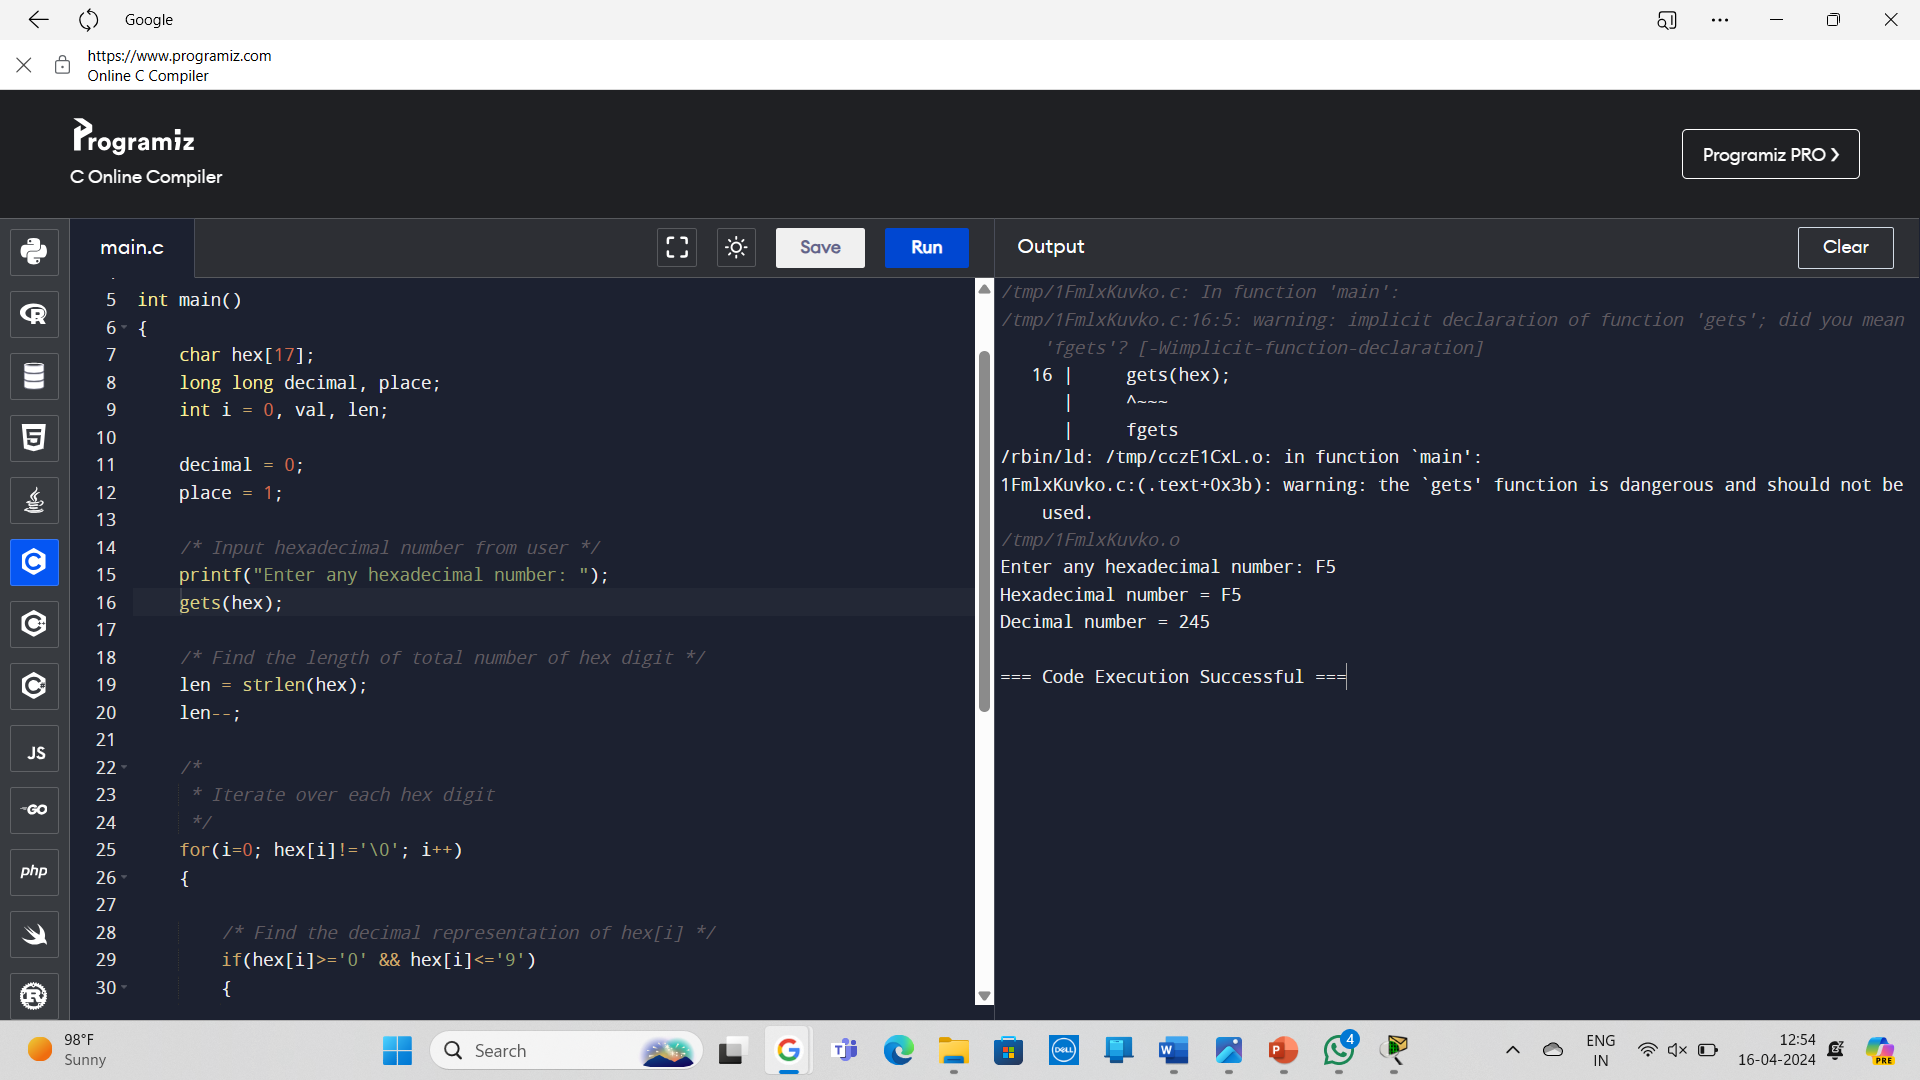 Google
https://www.programiz.com
Online C Compiler
Programiz
C Online Compiler
Programiz PRO ❯
main.c
Save
Run
Output
Clear
5 int main()
6 {
7 char hex[17];
8 long long decimal, place;
9 int i = 0, val, len;
10
11 decimal = 0;
12 place = 1;
13
14 /* Input hexadecimal number from user */
15 printf("Enter any hexadecimal number: ");
16 gets(hex);
17
18 /* Find the length of total number of hex digit */
19 len = strlen(hex);
20 len--;
21
22 /*
23 * Iterate over each hex digit
24 */
25 for(i=0; hex[i]!='\0'; i++)
26 {
27
28 /* Find the decimal representation of hex[i] */
29 if(hex[i]>='0' && hex[i]<='9')
30 {
/tmp/1FmlxKuvko.c: In function 'main':
/tmp/1FmlxKuvko.c:16:5: warning: implicit declaration of function 'gets'; did you mean
'fgets'? [-Wimplicit-function-declaration]
16 | gets(hex);
| ^~~~
| fgets
/rbin/ld: /tmp/cczE1CxL.o: in function `main':
1FmlxKuvko.c:(.text+0x3b): warning: the `gets' function is dangerous and should not be
used.
/tmp/1FmlxKuvko.o
Enter any hexadecimal number: F5
Hexadecimal number = F5
Decimal number = 245
=== Code Execution Successful ===
JS
GO
php
98°F
Sunny
Search
DELL
4
ENG
IN
12:54
16-04-2024
PRE